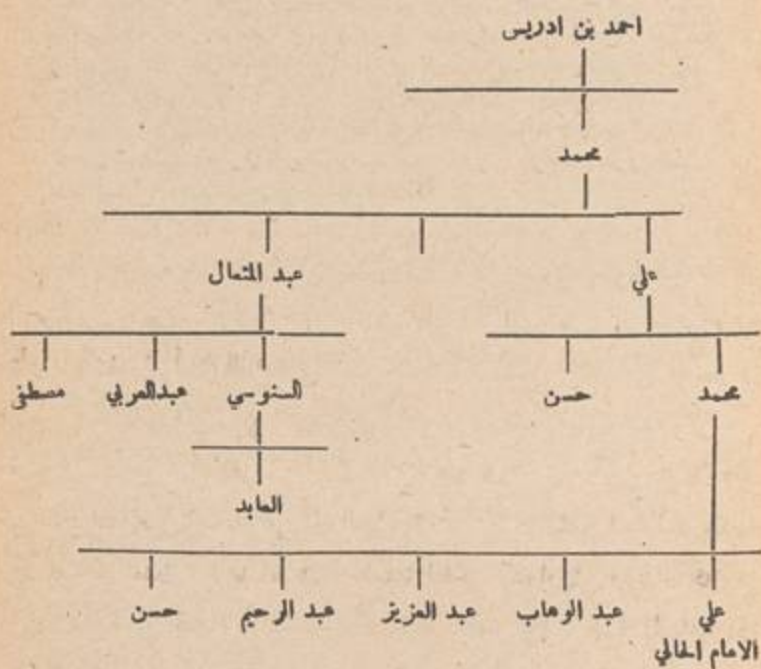 احمد بن ادريس
محمد
علي عبد المتعال
محمد حسن السنوسي عبدالعربي مصطفى
العابد
علي عبد الوهاب عبد العزيز عبد الرحيم حسن
الامام الحالي